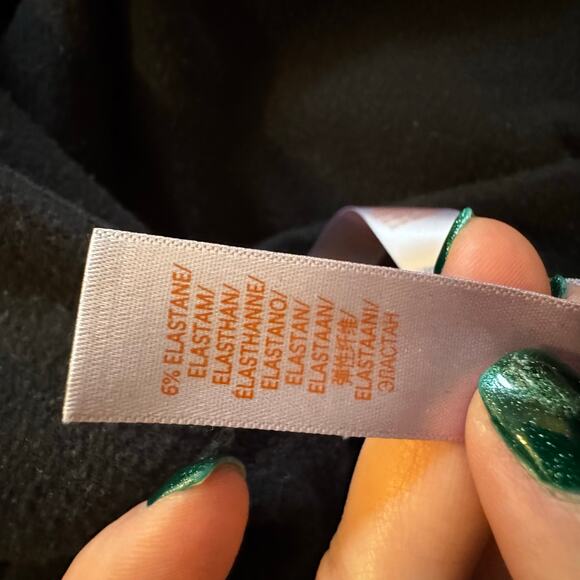 6% ELASTANE/
ELASTAM/
ELASTHAN/
ÉLASTHANNE/
ELASTANO/
ELASTAN/
ELASTAAN/
弹性纤维/
ELASTAANI/
ЭЛАСТАН